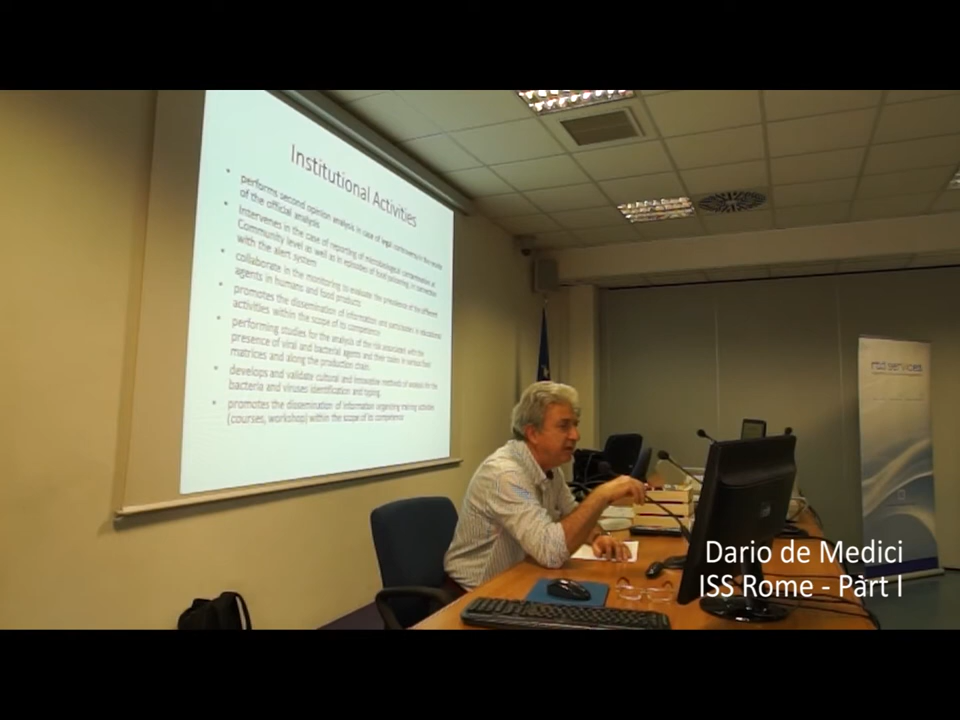 Institutional Activities
• performs second opinion analysis in case of legal controversy in the results
of the official analysis
• Intervenes in the case of reporting of microbiological contamination at
Community level as well as in episodes of food poisoning, in connection
with the alert system
• collaborate in the monitoring to evaluate the prevalence of the different
agents in humans and food products
• promotes the dissemination of information and participates in educational
activities within the scope of its competence
• performing studies for the analysis of the risk associated with the
presence of viral and bacterial agents and their toxins in various food
matrices and along the production chain.
• develops and validate cultural and innovative methods of analysis for the
bacteria and viruses identification and typing.
• promotes the dissemination of information organizing training activities
(courses, workshop) within the scope of its competence
services
Dario de Medici
ISS Rome - Part I